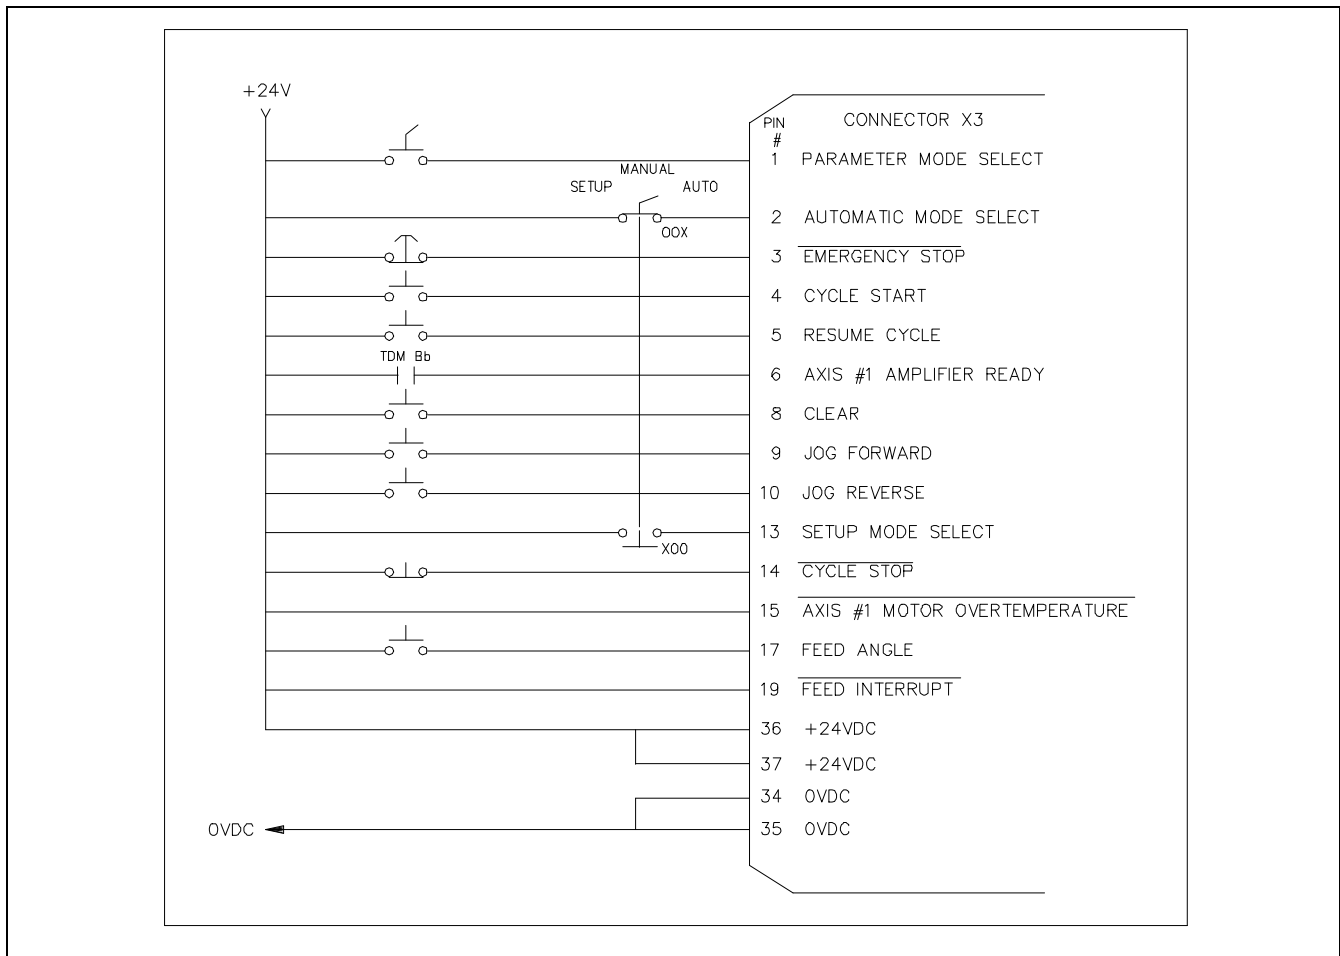 +24V
CONNECTOR X3
PIN
#
1 PARAMETER MODE SELECT
MANUAL
SETUP AUTO
2 AUTOMATIC MODE SELECT
OOX
3 EMERGENCY STOP
4 CYCLE START
5 RESUME CYCLE
TDM Bb
6 AXIS #1 AMPLIFIER READY
8 CLEAR
9 JOG FORWARD
10 JOG REVERSE
13 SETUP MODE SELECT
XOO
14 CYCLE STOP
15 AXIS #1 MOTOR OVERTEMPERATURE
17 FEED ANGLE
19 FEED INTERRUPT
36 +24VDC
37 +24VDC
34 0VDC
0VDC 35 0VDC